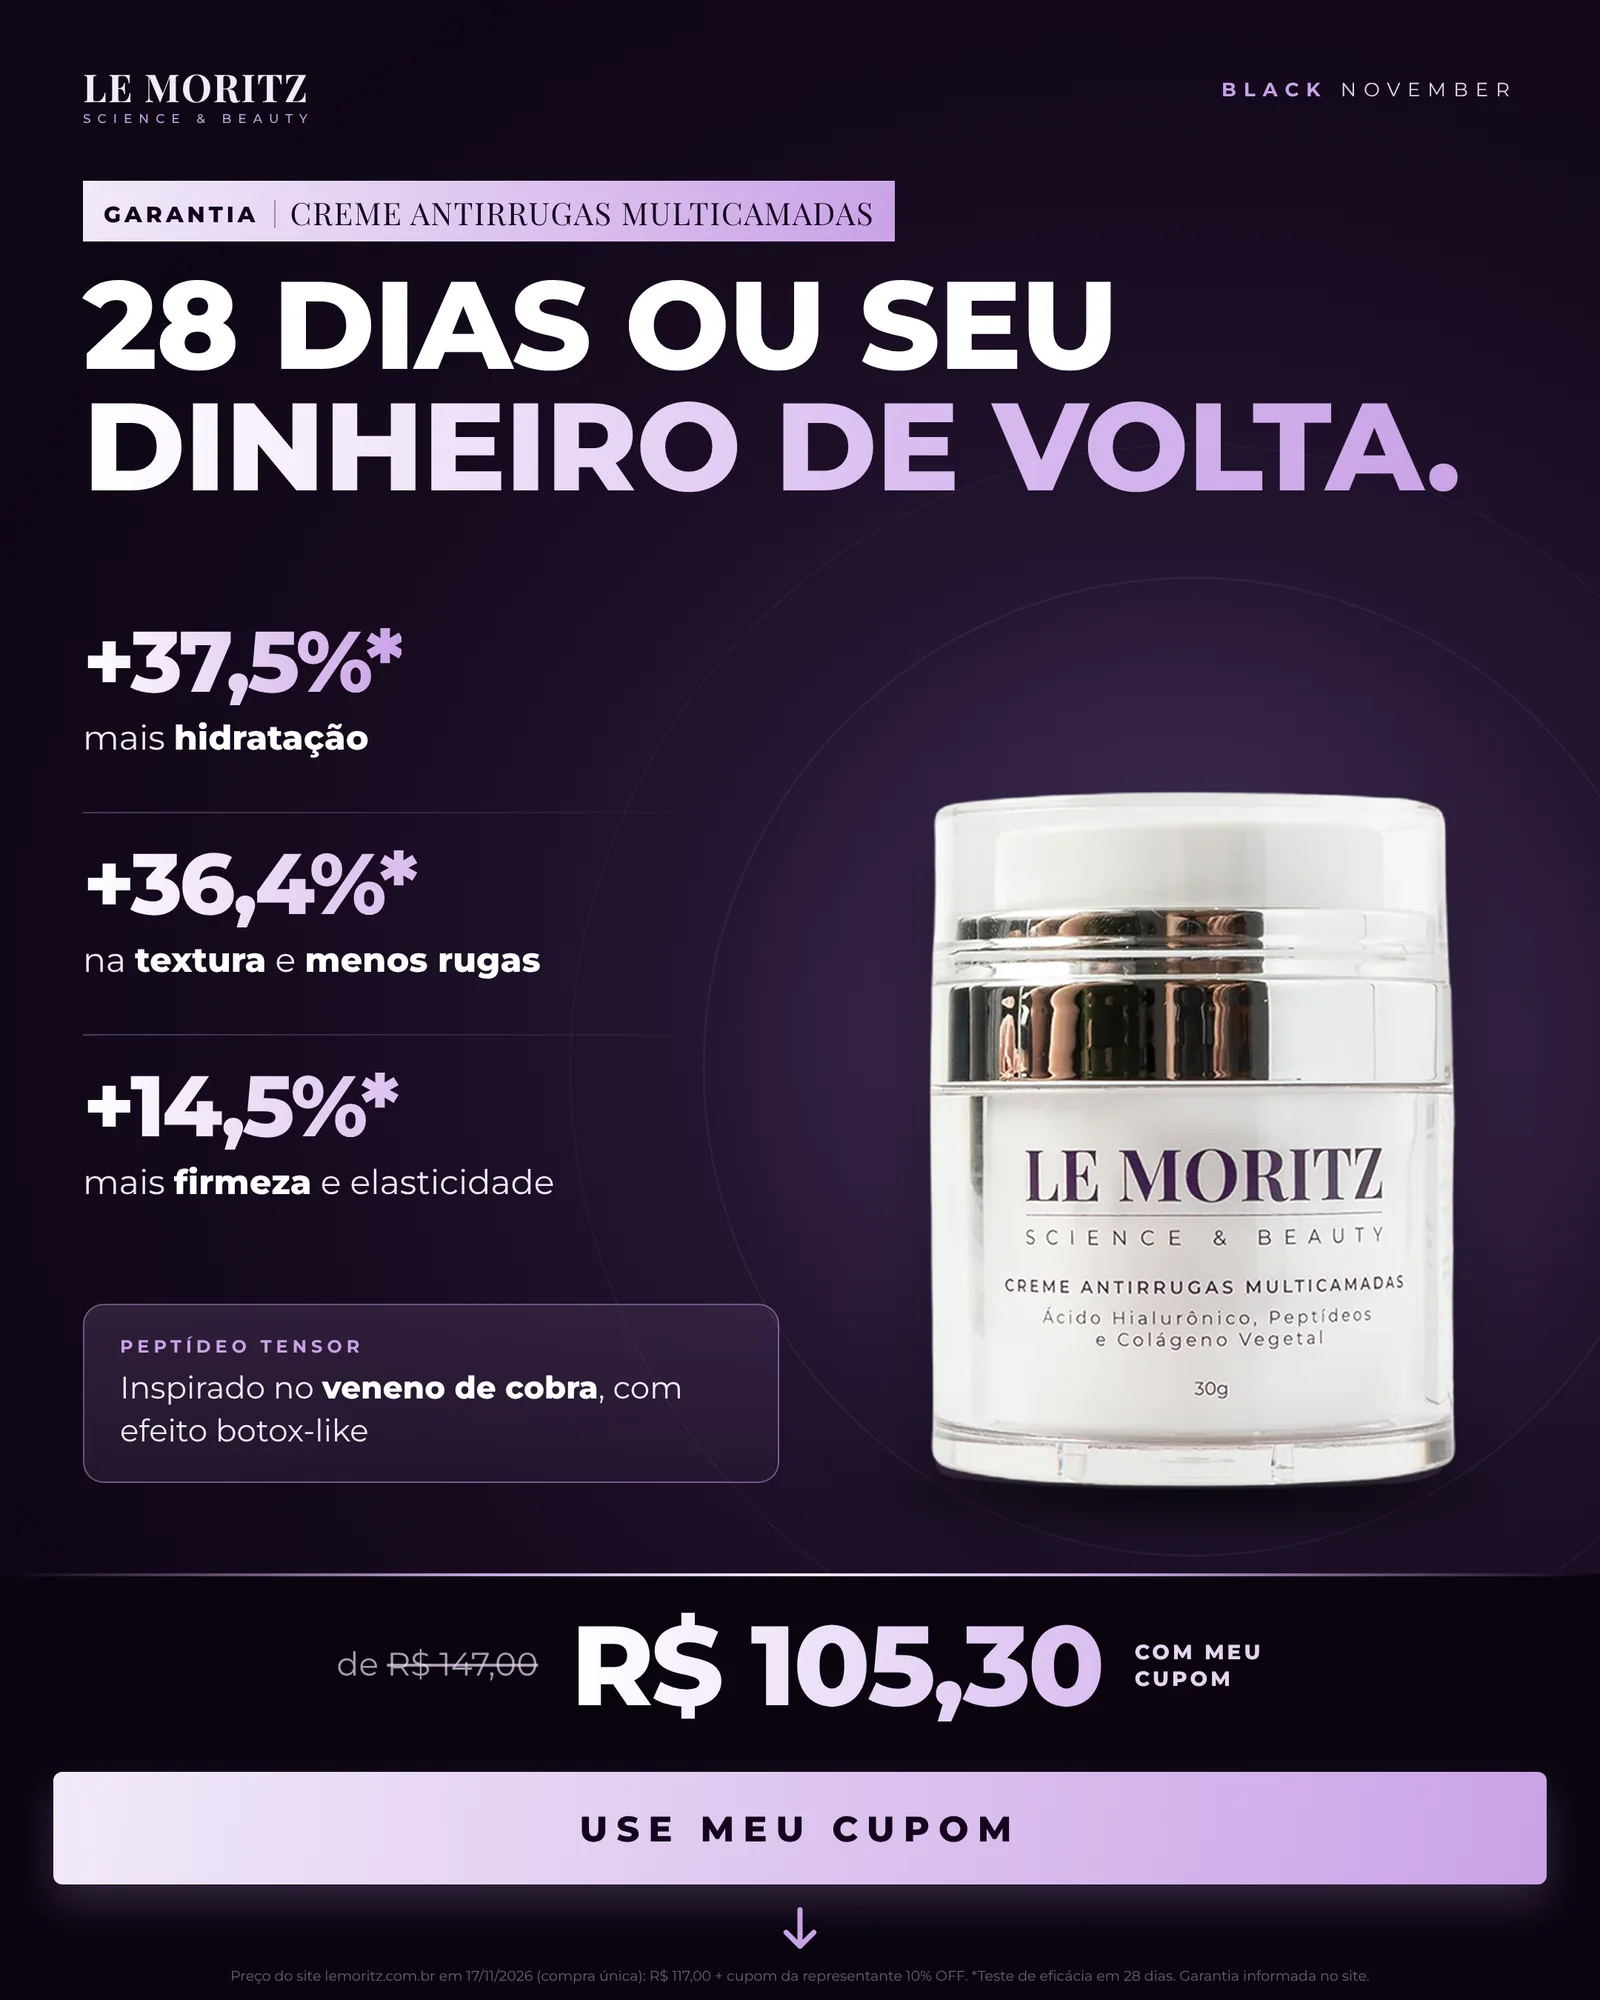 LE MORITZ
SCIENCE & BEAUTY
BLACK NOVEMBER
GARANTIA | CREME ANTIRRUGAS MULTICAMADAS
28 DIAS OU SEU
DINHEIRO DE VOLTA.
+37,5%*
mais hidratação
+36,4%*
na textura e menos rugas
+14,5%*
mais firmeza e elasticidade
PEPTÍDEO TENSOR
Inspirado no veneno de cobra, com
efeito botox-like
LE MORITZ
SCIENCE & BEAUTY
CREME ANTIRRUGAS MULTICAMADAS
Ácido Hialurônico, Peptídeos
e Colágeno Vegetal
30g
de R$ 147,00 R$ 105,30 COM MEU
CUPOM
USE MEU CUPOM
Preço do site lemoritz.com.br em 17/11/2026 (compra única): R$ 117,00 + cupom da representante 10% OFF. *Teste de eficácia em 28 dias. Garantia informada no site.